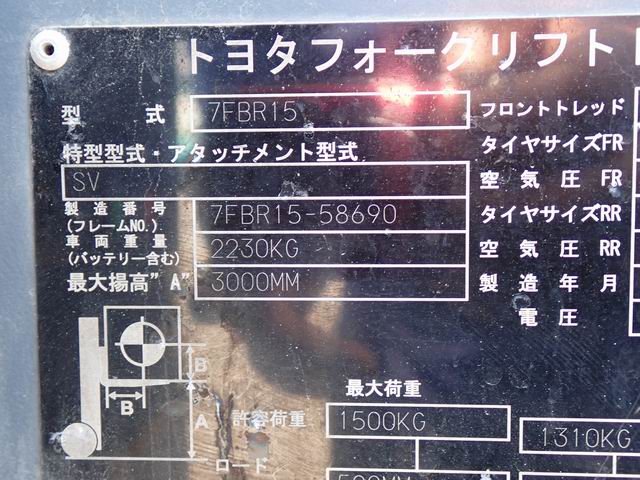 トヨタフォークリフト
型 式 7FBR15 フロントトレッド
特型型式・アタッチメント型式 タイヤサイズFR
SV 空気圧 FR
製造番号 (フレームNO.) 7FBR15-58690 タイヤサイズRR
車両重量 (バッテリー含む) 2230KG 空気圧 RR
最大揚高"A" 3000MM 製造年月
電圧
B
B
A
最大荷重
許容荷重 1500KG 1310KG
ロード
500MM